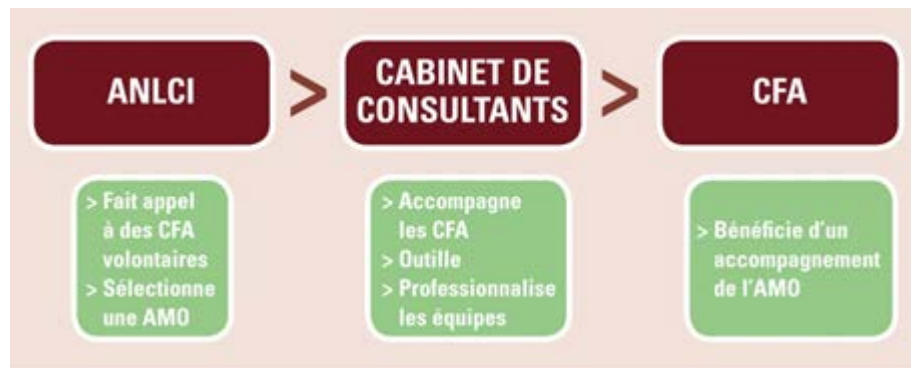 ANLCI
>
CABINET DE
CONSULTANTS
>
CFA
> Fait appel
à des CFA
volontaires
> Sélectionne
une AMO
> Accompagne
les CFA
> Outille
> Professionnalise
les équipes
> Bénéficie d'un
accompagnement
de l'AMO